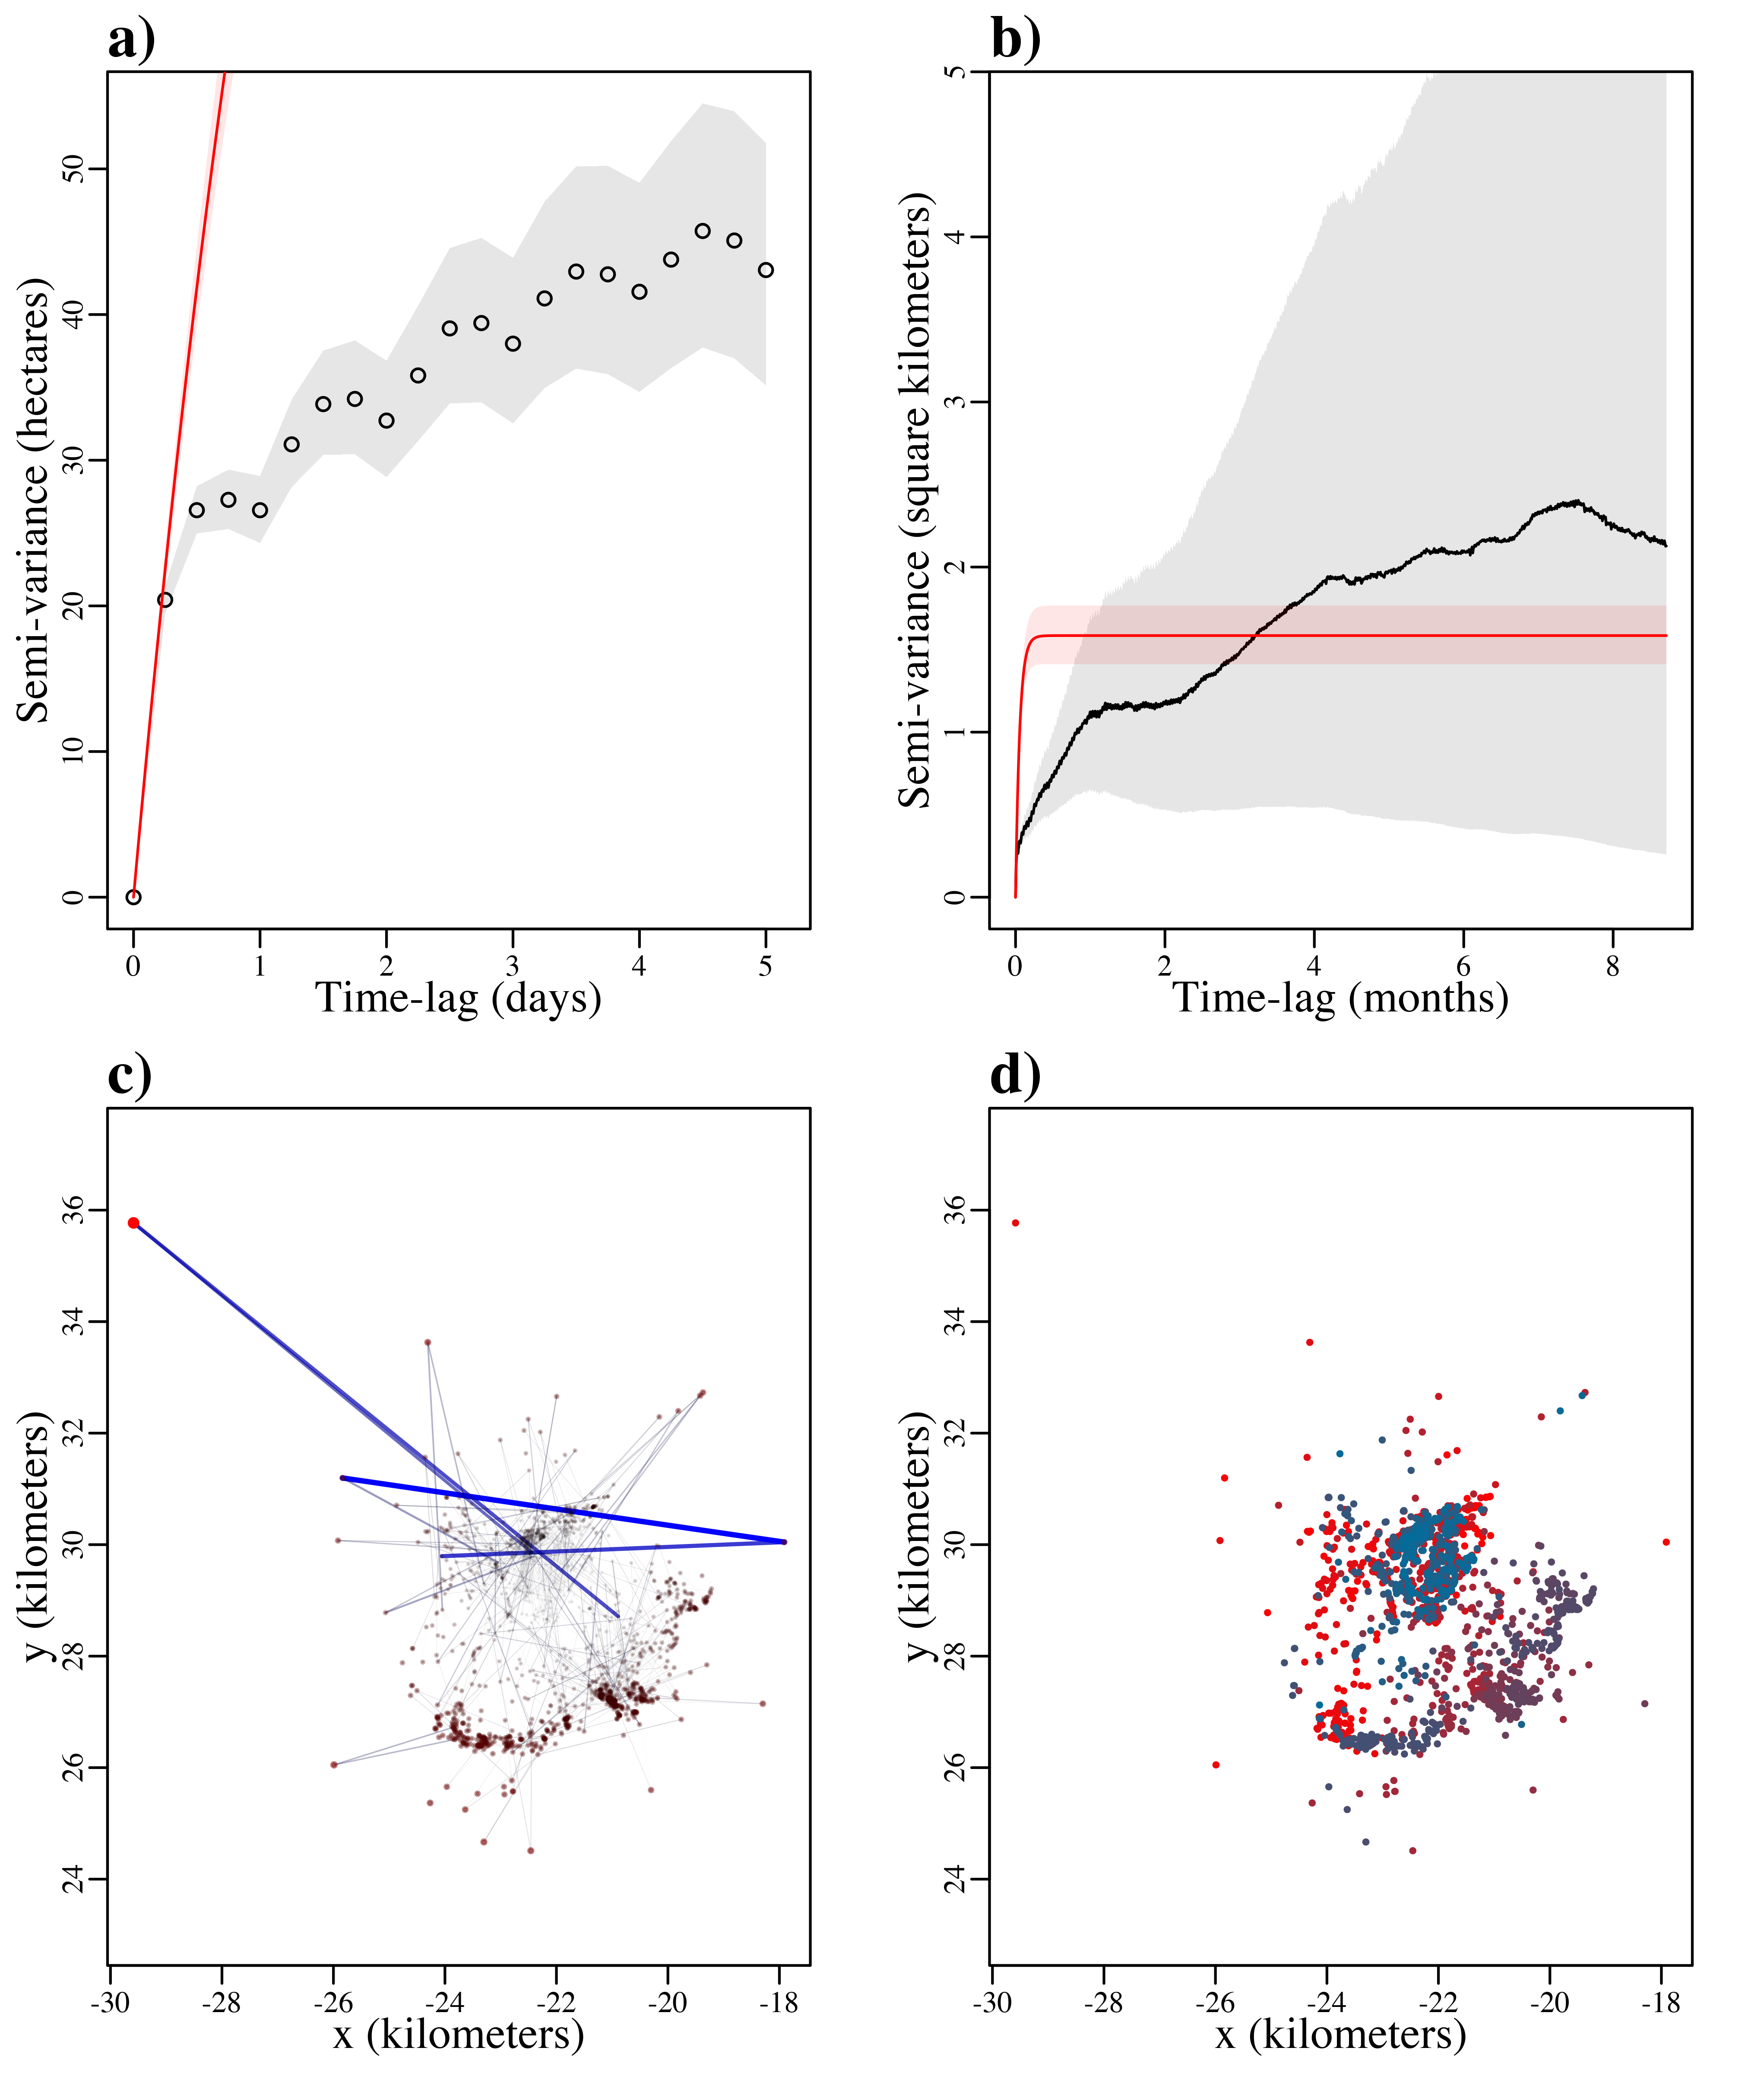 a)
Semi-variance (hectares)
0 10 20 30 40 50
0 1 2 3 4 5
Time-lag (days)
b)
Semi-variance (square kilometers)
0 1 2 3 4 5
0 2 4 6 8
Time-lag (months)
c)
y (kilometers)
24 26 28 30 32 34 36
-30 -28 -26 -24 -22 -20 -18
x (kilometers)
d)
y (kilometers)
24 26 28 30 32 34 36
-30 -28 -26 -24 -22 -20 -18
x (kilometers)